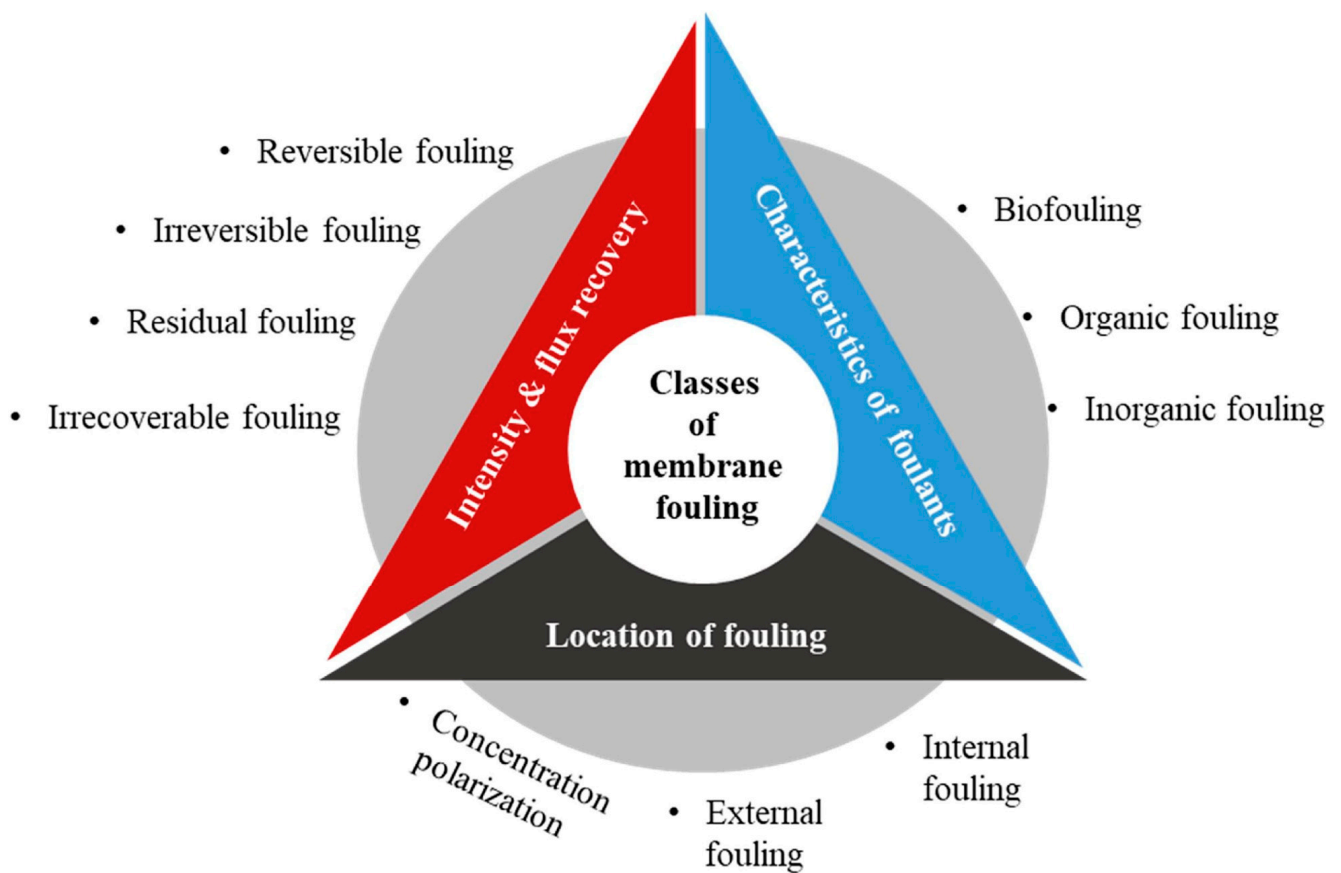 • Reversible fouling
• Irreversible fouling
• Residual fouling
• Irrecoverable fouling
Intensity & flux recovery
Characteristics of foulants
• Biofouling
• Organic fouling
• Inorganic fouling
Classes
of
membrane
fouling
Location of fouling
• Concentration
polarization
• External
fouling
• Internal
fouling